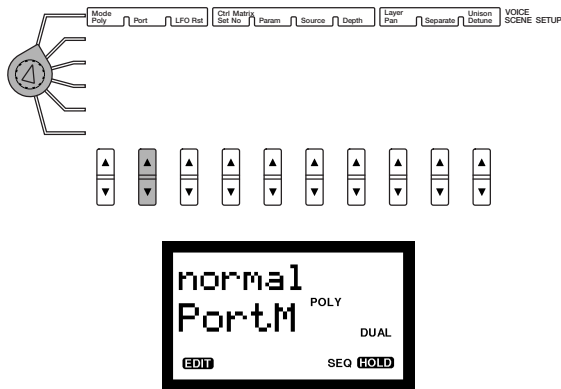 Mode
Poly Port LFO Rst
Ctrl Matrix
Set No Param Source Depth
Layer
Pan Separate Unison
Detune
VOICE
SCENE SETUP
normal
PortM
POLY
DUAL
EDIT
SEQ HOLD